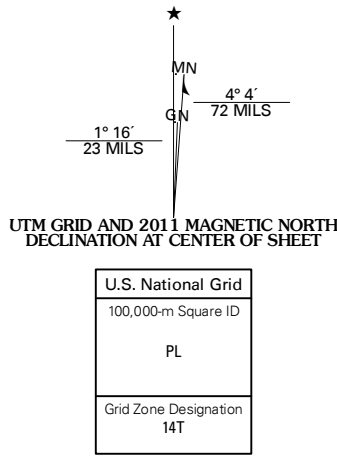 ★
MN
GN
4° 4´
72 MILS
1° 16´
23 MILS
UTM GRID AND 2011 MAGNETIC NORTH
DECLINATION AT CENTER OF SHEET
U.S. National Grid
100,000-m Square ID
PL
Grid Zone Designation
14T